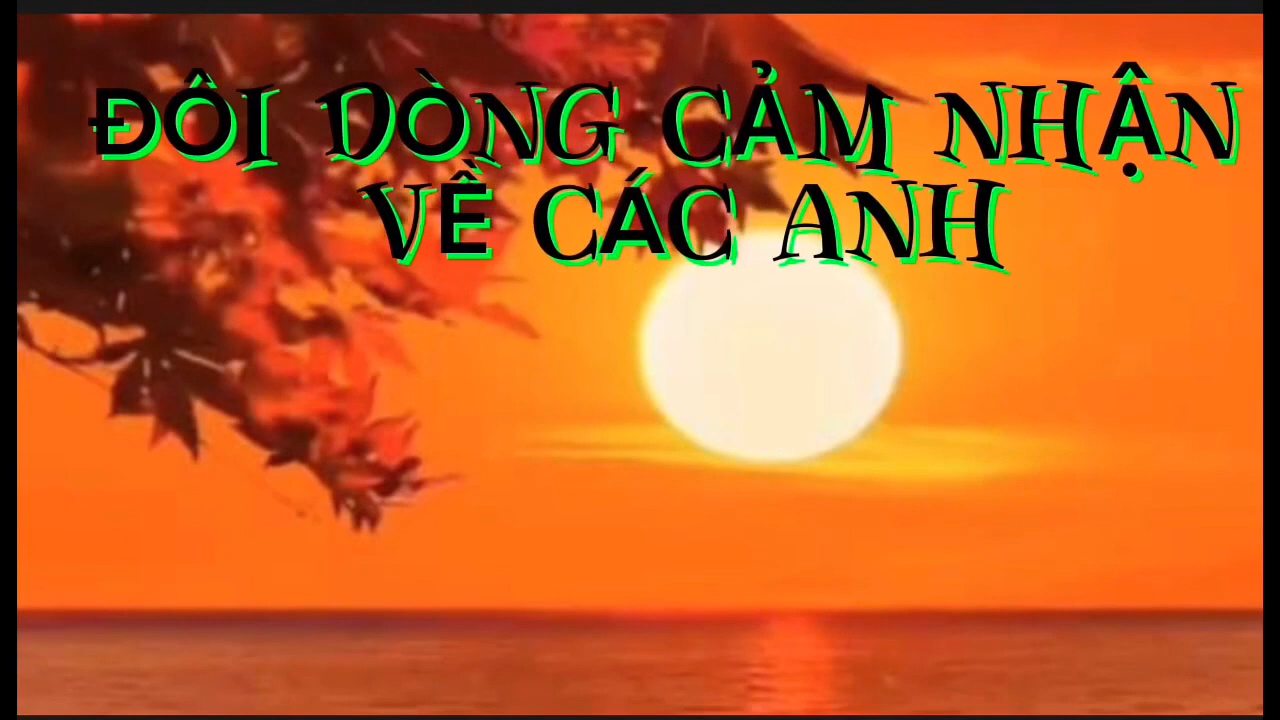 ĐÔI DÒNG CẢM NHẬN
VỀ CÁC ANH